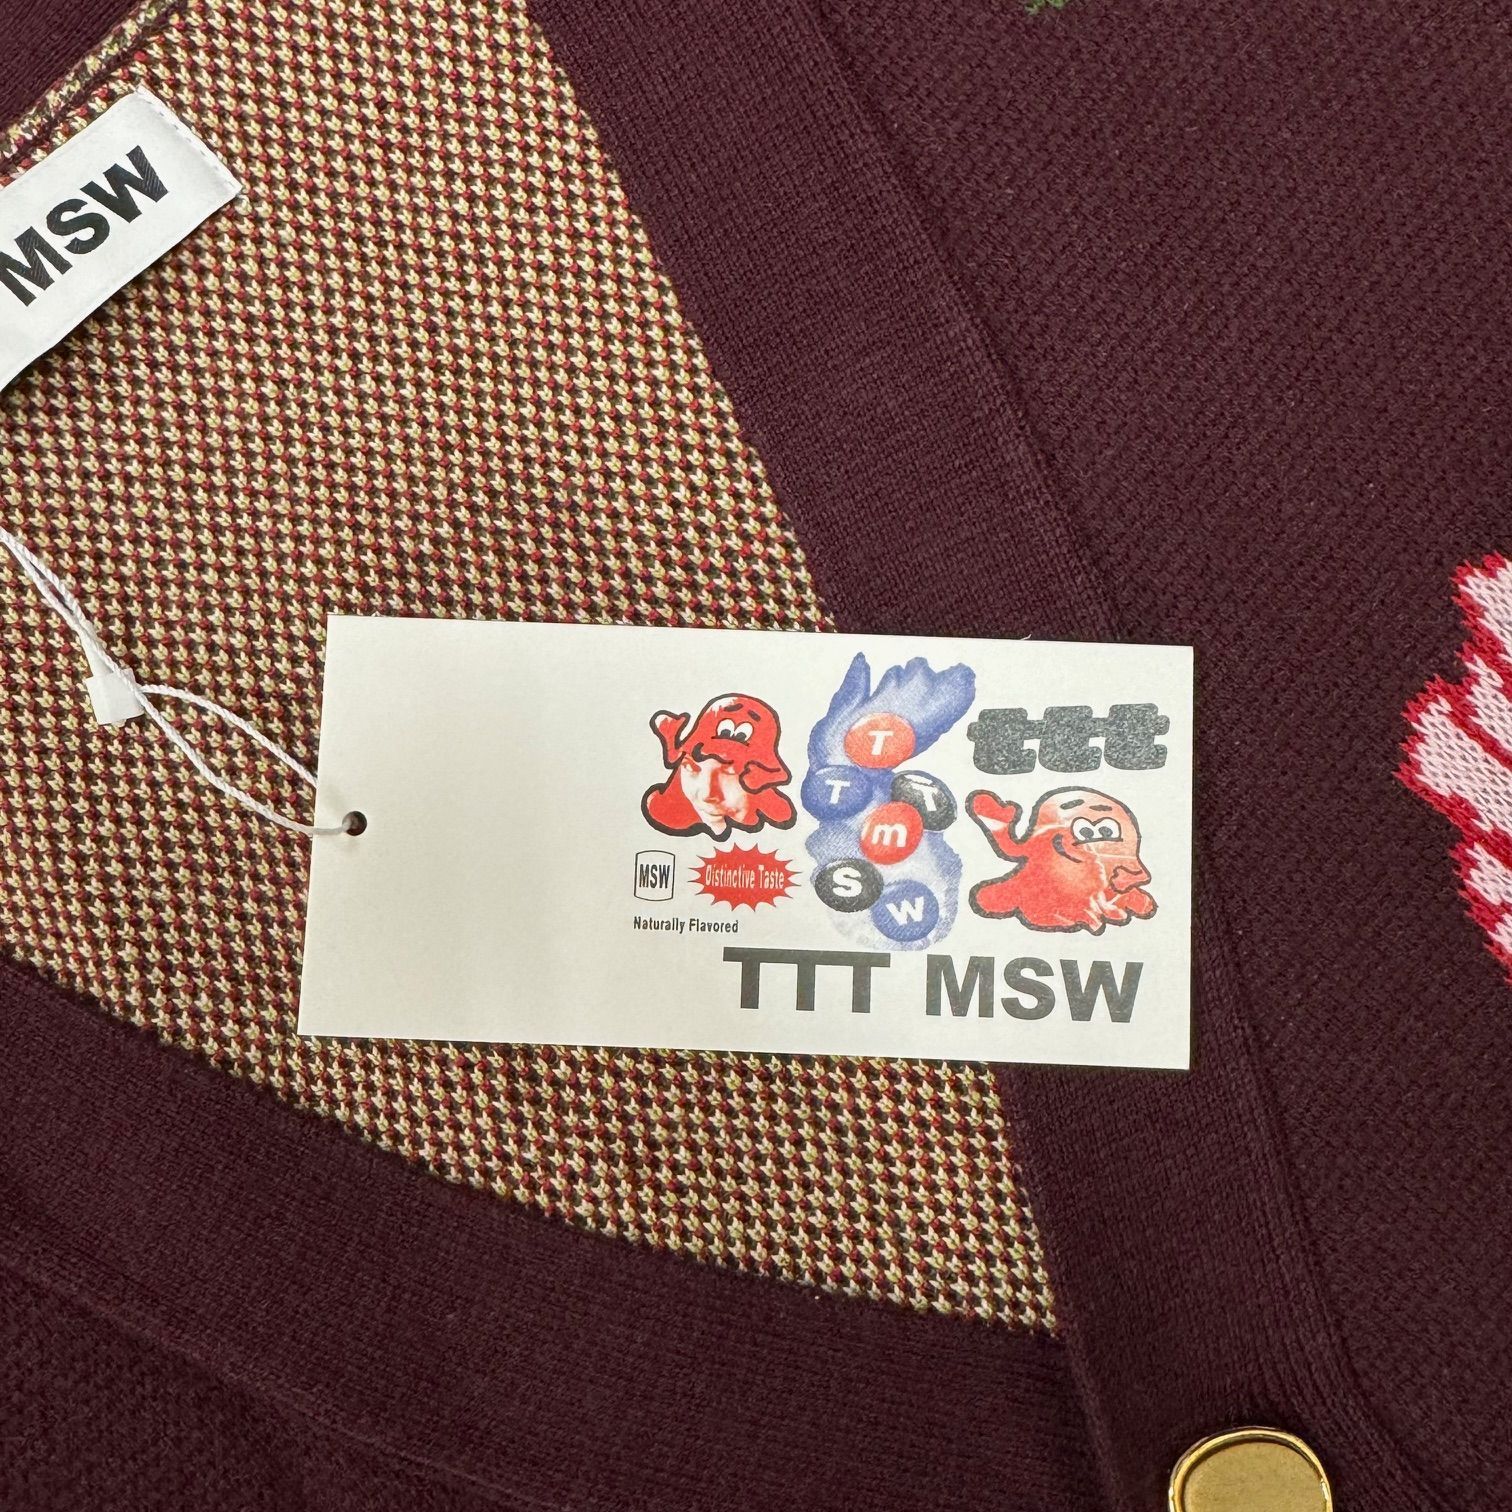 MSW
ttt
T
T T
m
S
W
MSW Distinctive Taste
Naturally Flavored
TTT MSW